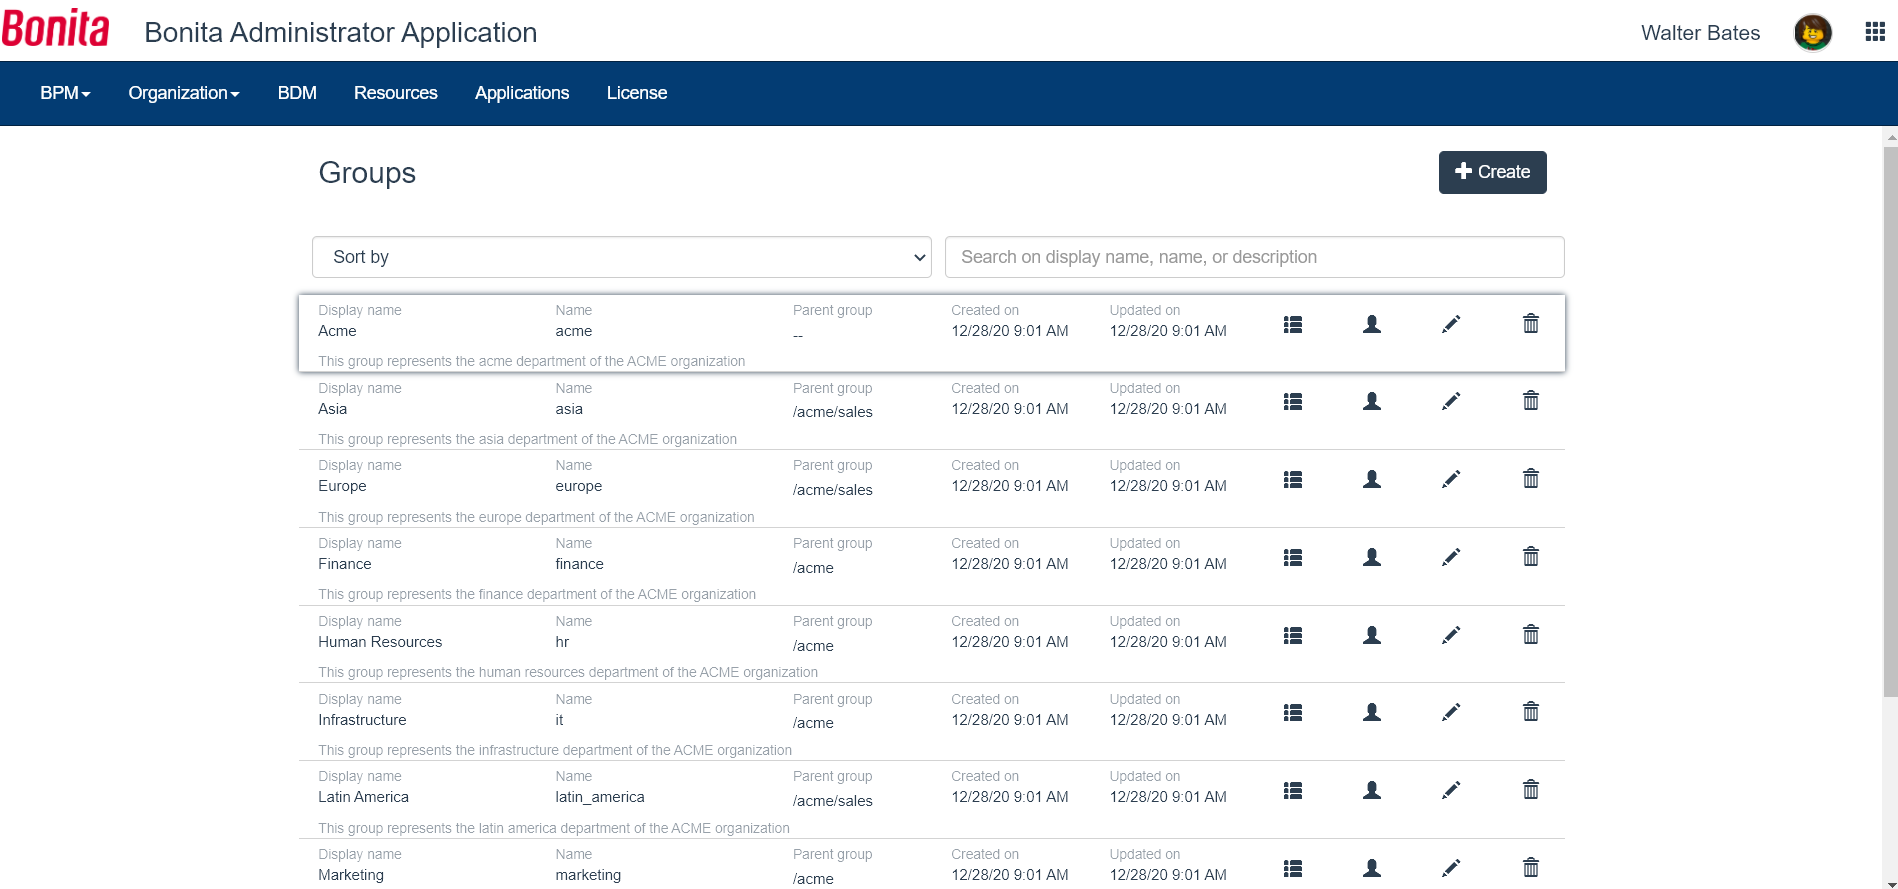 Bonita
Bonita Administrator Application
Walter Bates
BPM Organization BDM Resources Applications License
Groups
Create
Sort by
Search on display name, name, or description
Display name Name Parent group Created on Updated on
Acme acme -- 12/28/20 9:01 AM 12/28/20 9:01 AM
This group represents the acme department of the ACME organization
Display name Name Parent group Created on Updated on
Asia asia /acme/sales 12/28/20 9:01 AM 12/28/20 9:01 AM
This group represents the asia department of the ACME organization
Display name Name Parent group Created on Updated on
Europe europe /acme/sales 12/28/20 9:01 AM 12/28/20 9:01 AM
This group represents the europe department of the ACME organization
Display name Name Parent group Created on Updated on
Finance finance /acme 12/28/20 9:01 AM 12/28/20 9:01 AM
This group represents the finance department of the ACME organization
Display name Name Parent group Created on Updated on
Human Resources hr /acme 12/28/20 9:01 AM 12/28/20 9:01 AM
This group represents the human resources department of the ACME organization
Display name Name Parent group Created on Updated on
Infrastructure it /acme 12/28/20 9:01 AM 12/28/20 9:01 AM
This group represents the infrastructure department of the ACME organization
Display name Name Parent group Created on Updated on
Latin America latin_america /acme/sales 12/28/20 9:01 AM 12/28/20 9:01 AM
This group represents the latin america department of the ACME organization
Display name Name Parent group Created on Updated on
Marketing marketing /acme 12/28/20 9:01 AM 12/28/20 9:01 AM